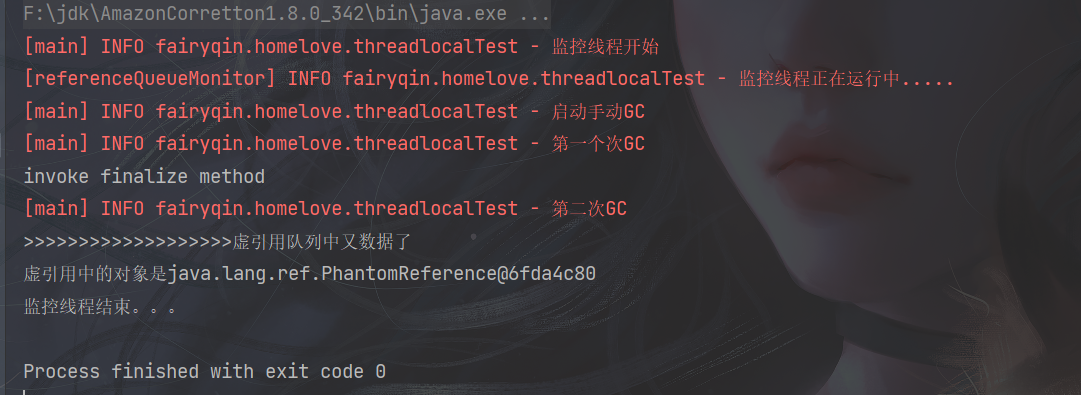 F:\jdk\AmazonCorretton1.8.0_342\bin\java.exe ...
[main] INFO fairyqin.homelove.threadlocalTest - 监控线程开始
[referenceQueueMonitor] INFO fairyqin.homelove.threadlocalTest - 监控线程正在运行中.....
[main] INFO fairyqin.homelove.threadlocalTest - 启动手动GC
[main] INFO fairyqin.homelove.threadlocalTest - 第一个次GC
invoke finalize method
[main] INFO fairyqin.homelove.threadlocalTest - 第二次GC
>>>>>>>>>>>>>>>>>>>虚引用队列中又数据了
虚引用中的对象是java.lang.ref.PhantomReference@6fda4c80
监控线程结束。。。
Process finished with exit code 0